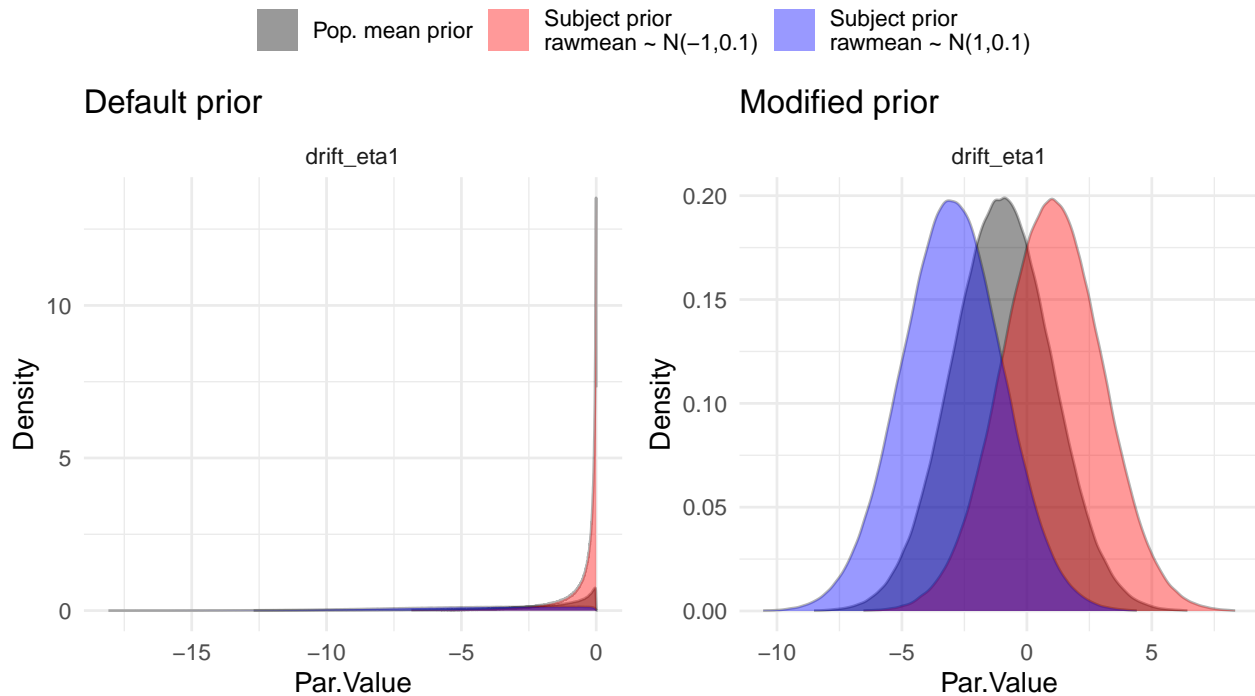 Pop. mean prior
Subject prior
rawmean ~ N(−1,0.1)
Subject prior
rawmean ~ N(1,0.1)
Default prior
drift_eta1
Density
10
5
0
−15
−10
−5
0
Par.Value
Modified prior
drift_eta1
Density
0.20
0.15
0.10
0.05
0.00
−10
−5
0
5
Par.Value